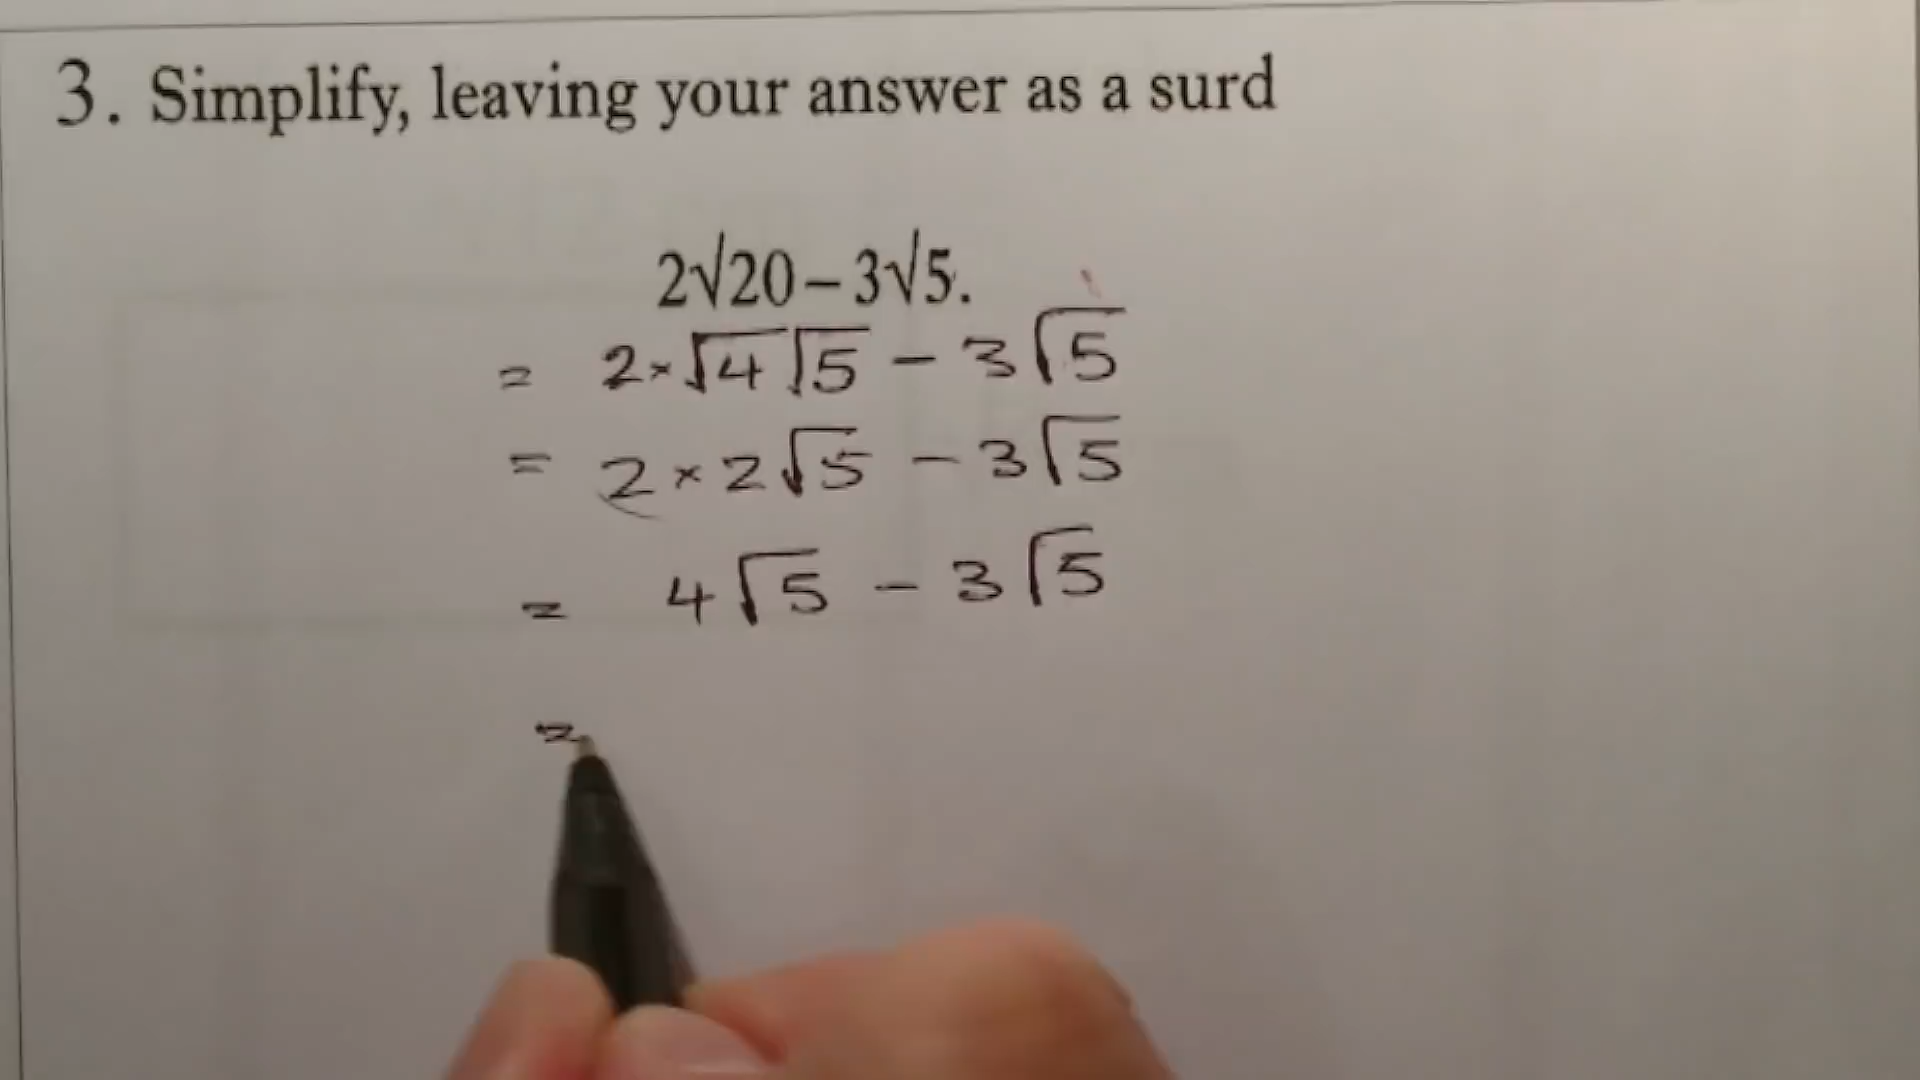 3. Simplify, leaving your answer as a surd
2√20 – 3√5.
= 2×√4√5 – 3√5
= 2×2√5 – 3√5
= 4√5 – 3√5
=